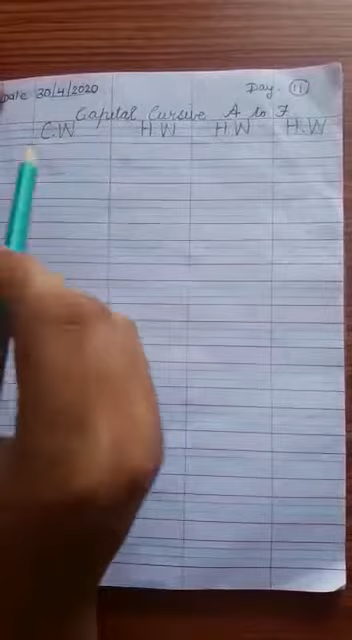 Date 30/4/2020 Day. 11
Capital Cursive A to F
C.W H W H W H.W